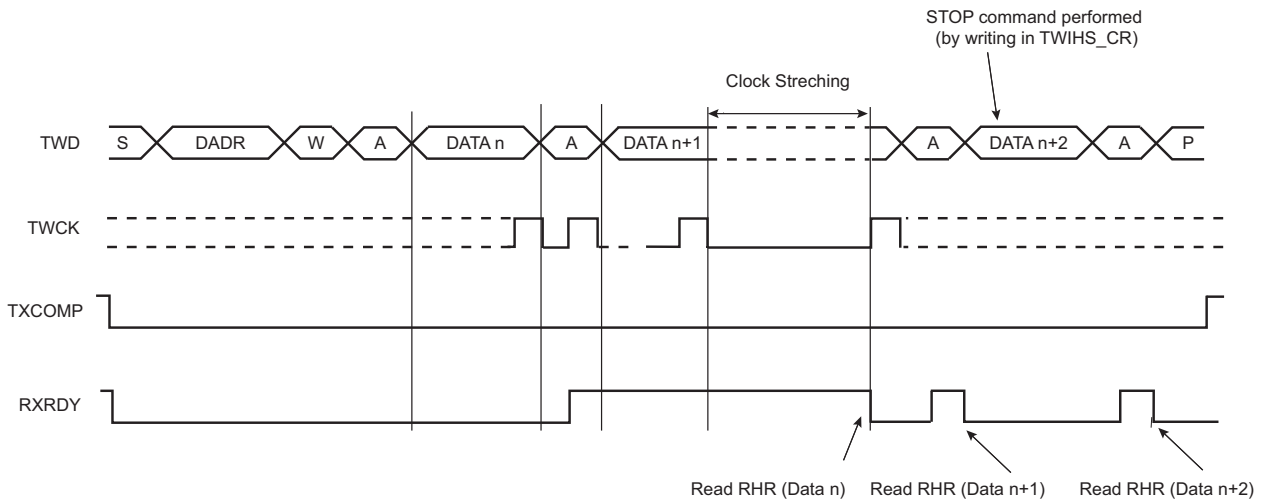 STOP command performed
(by writing in TWIHS_CR)
Clock Streching
TWD S DADR W A DATA n A DATA n+1 A DATA n+2 A P
TWCK
TXCOMP
RXRDY
Read RHR (Data n) Read RHR (Data n+1) Read RHR (Data n+2)